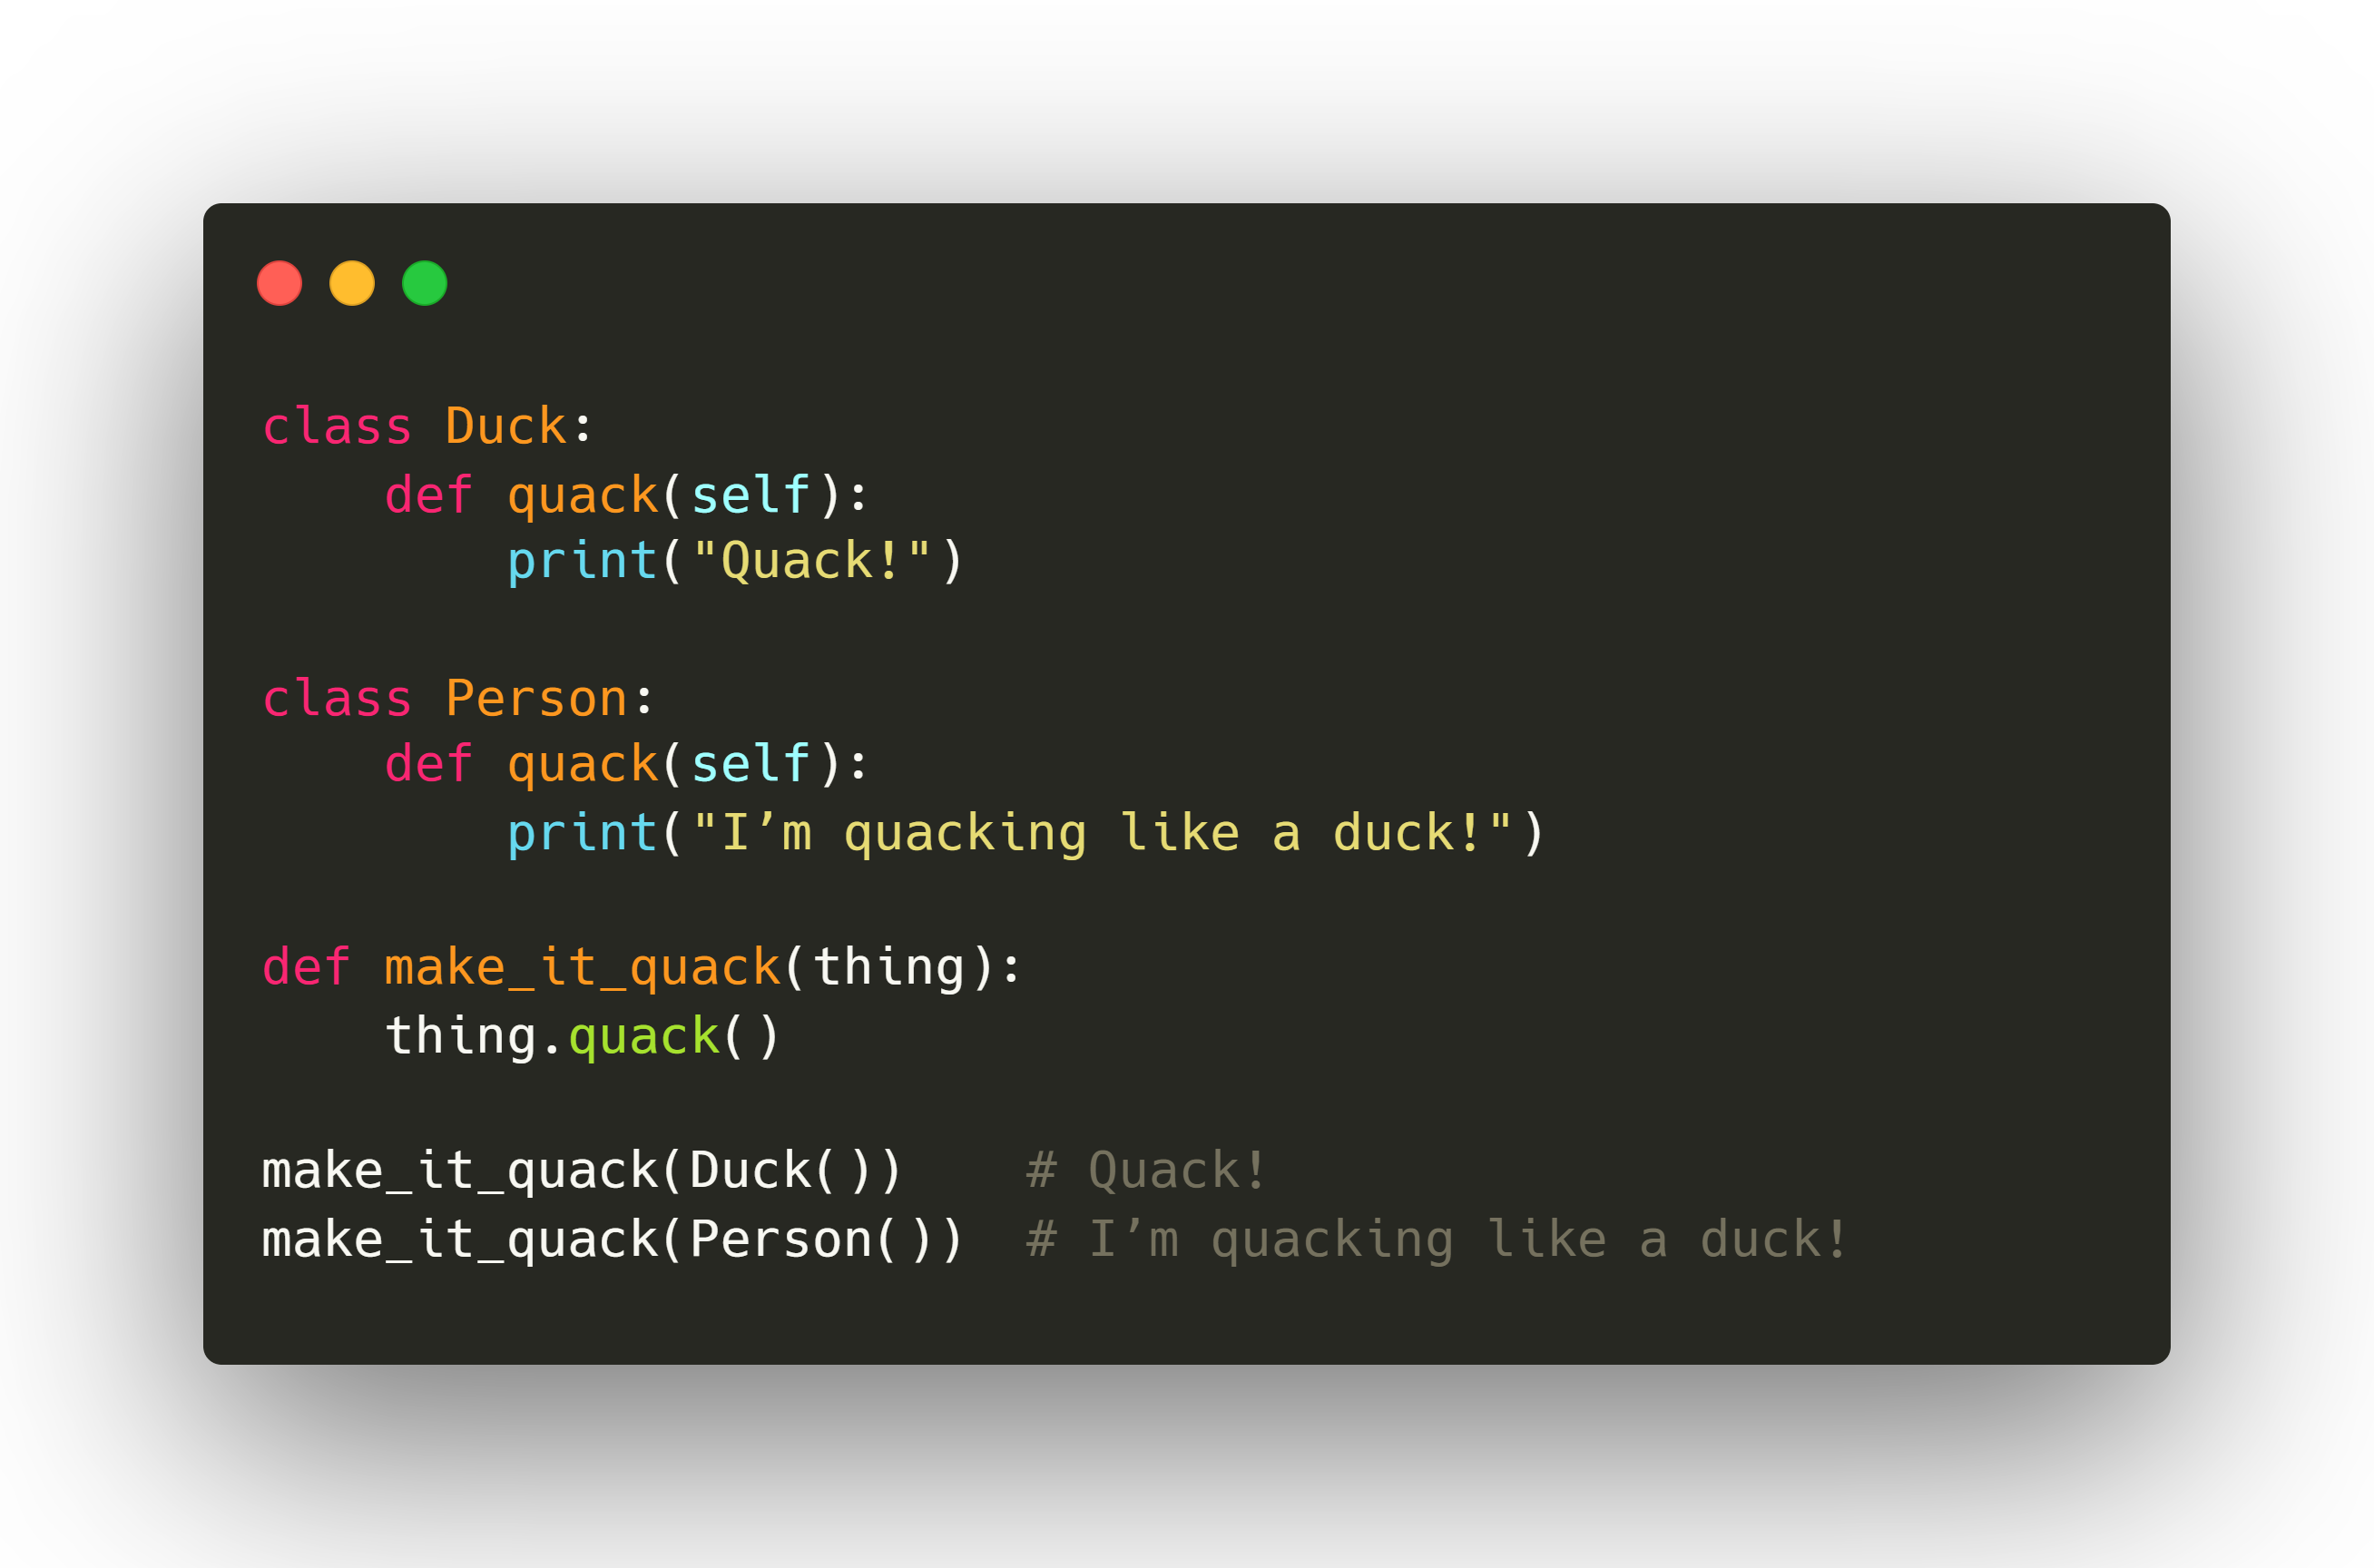 class Duck:
    def quack(self):
        print("Quack!")

class Person:
    def quack(self):
        print("I’m quacking like a duck!")

def make_it_quack(thing):
    thing.quack()

make_it_quack(Duck())    # Quack!
make_it_quack(Person())  # I’m quacking like a duck!